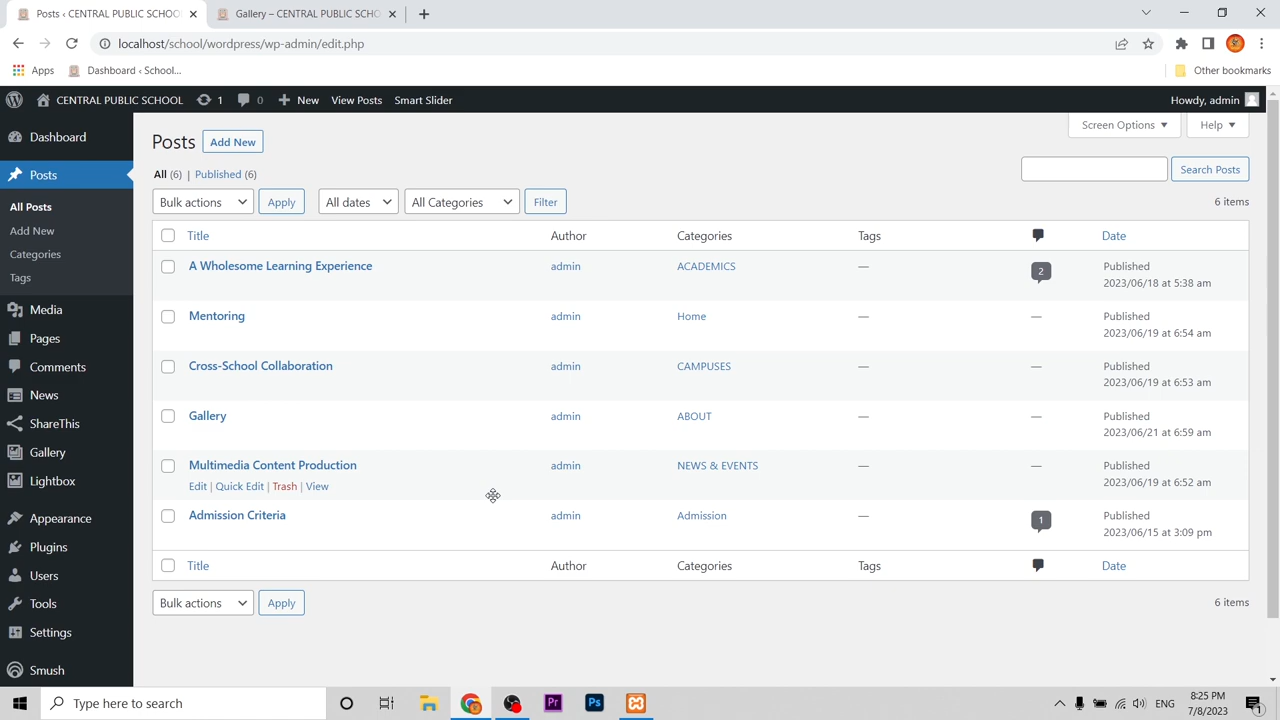 Posts ‹ CENTRAL PUBLIC SCHOOL
Gallery – CENTRAL PUBLIC SCHO
localhost/school/wordpress/wp-admin/edit.php
Apps
Dashboard ‹ School...
Other bookmarks
CENTRAL PUBLIC SCHOOL
1
0
New
View Posts
Smart Slider
Howdy, admin
Dashboard
Posts
All Posts
Add New
Categories
Tags
Media
Pages
Comments
News
ShareThis
Gallery
Lightbox
Appearance
Plugins
Users
Tools
Settings
Smush
Posts
Add New
Screen Options
Help
All (6) | Published (6)
Search Posts
Bulk actions
Apply
All dates
All Categories
Filter
6 items
Title Author Categories Tags Date
A Wholesome Learning Experience admin ACADEMICS — 2 Published
2023/06/18 at 5:38 am
Mentoring admin Home — — Published
2023/06/19 at 6:54 am
Cross-School Collaboration admin CAMPUSES — — Published
2023/06/19 at 6:53 am
Gallery admin ABOUT — — Published
2023/06/21 at 6:59 am
Multimedia Content Production admin NEWS & EVENTS — — Published
Edit | Quick Edit | Trash | View 2023/06/19 at 6:52 am
Admission Criteria admin Admission — 1 Published
2023/06/15 at 3:09 pm
Title Author Categories Tags Date
Bulk actions
Apply
6 items
Type here to search
Pr
Ps
ENG
8:25 PM
7/8/2023
1